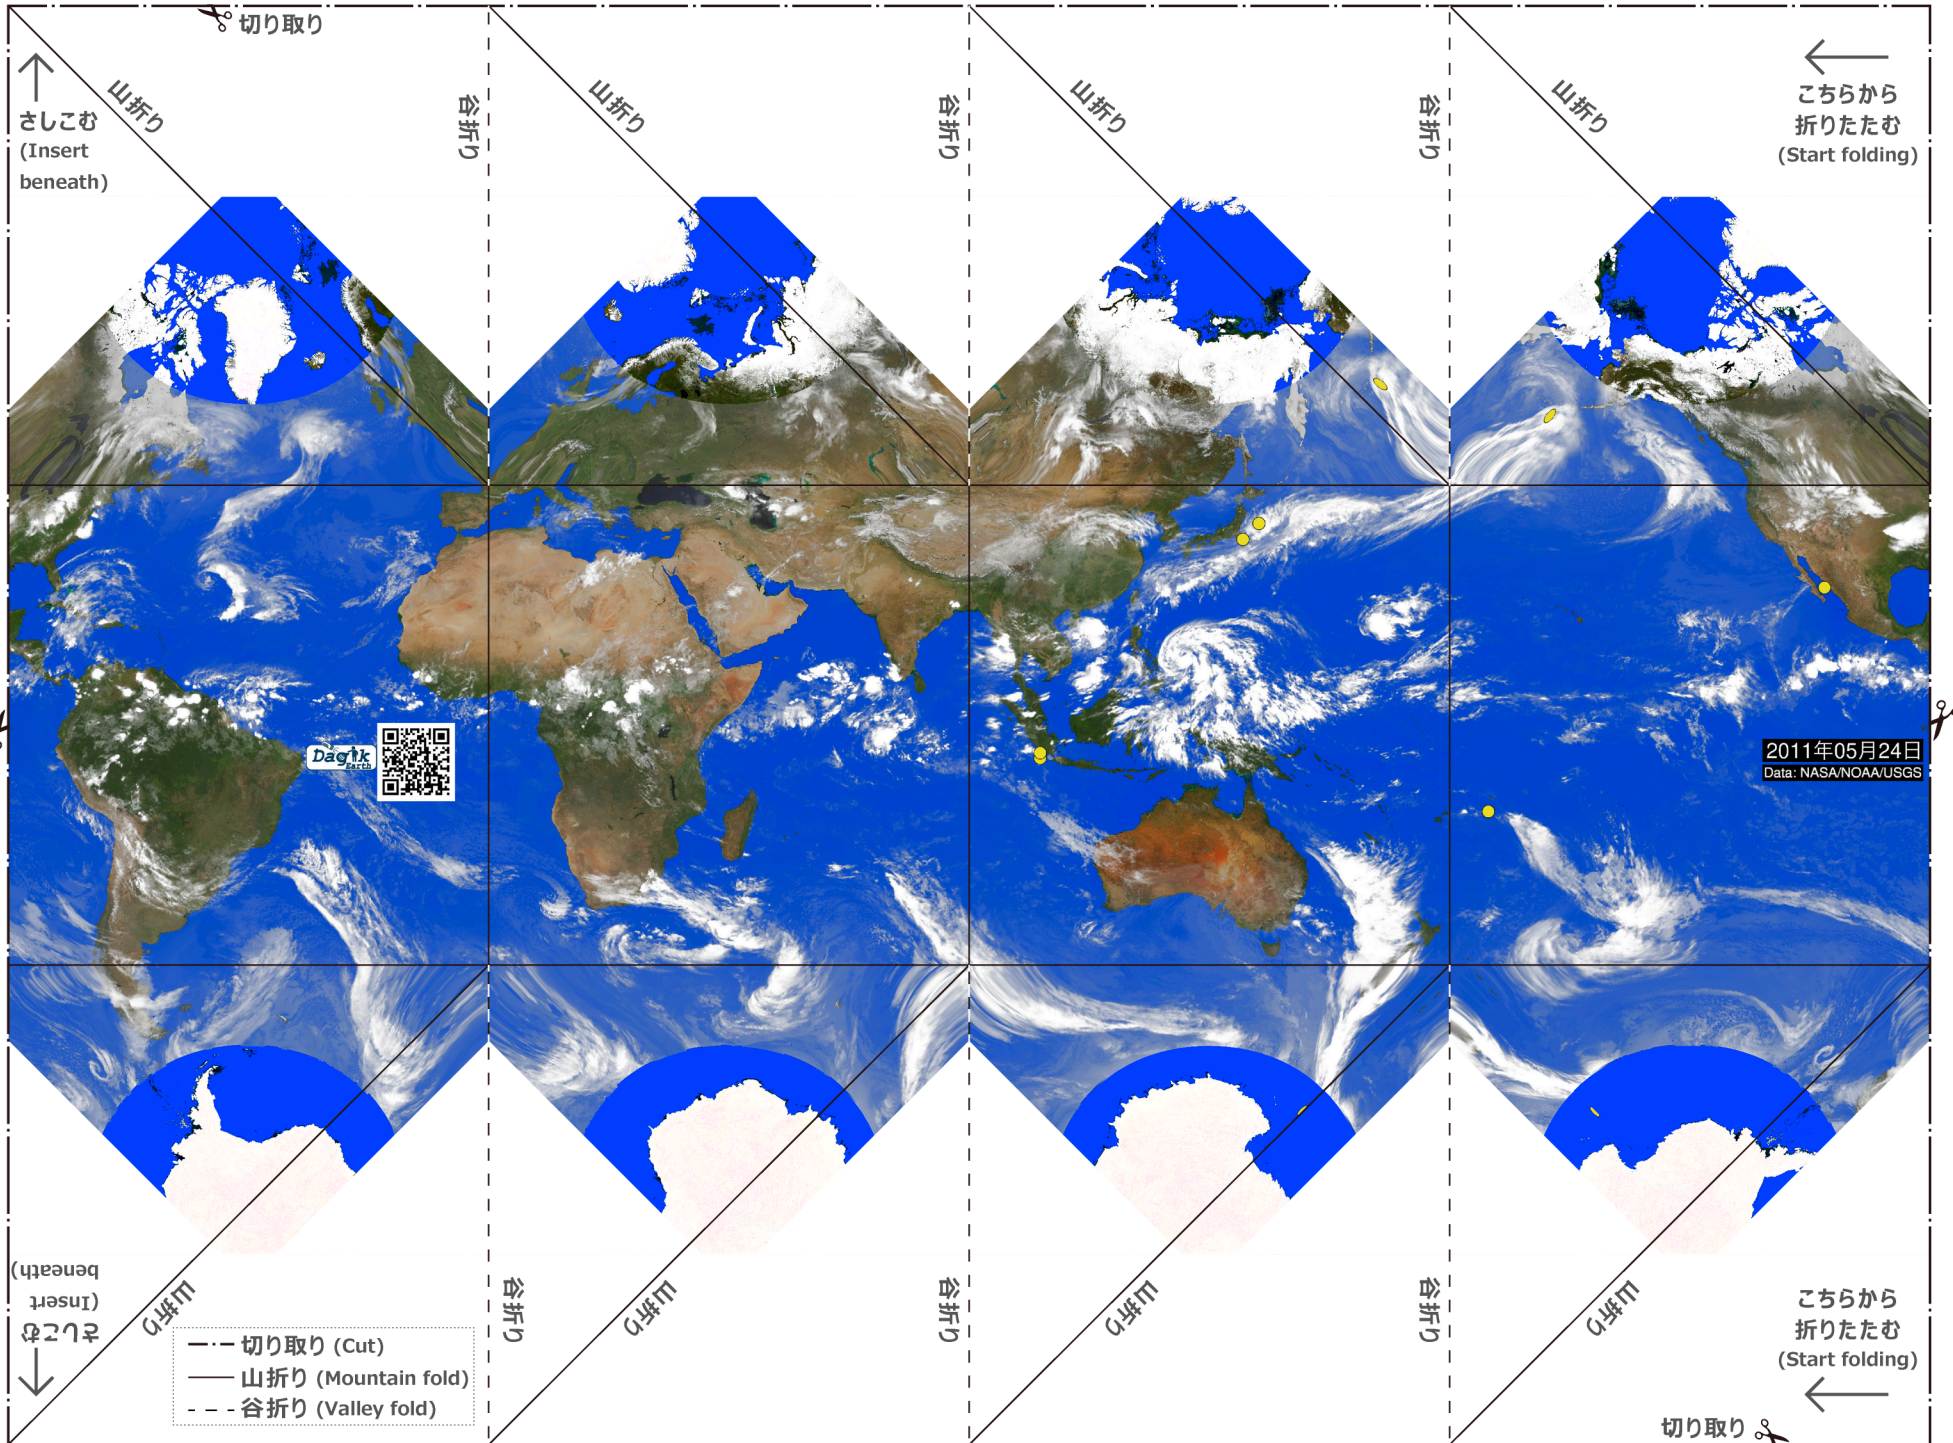 切り取り
さしこむ
(Insert
beneath)
山折り
谷折り
山折り
谷折り
山折り
谷折り
山折り
こちらから
折りたたむ
(Start folding)
Dagik
Earth
2011年05月24日
Data: NASA/NOAA/USGS
さしこむ
(Insert
beneath)
山折り
谷折り
山折り
谷折り
山折り
谷折り
山折り
こちらから
折りたたむ
(Start folding)
切り取り (Cut)
山折り (Mountain fold)
谷折り (Valley fold)
切り取り